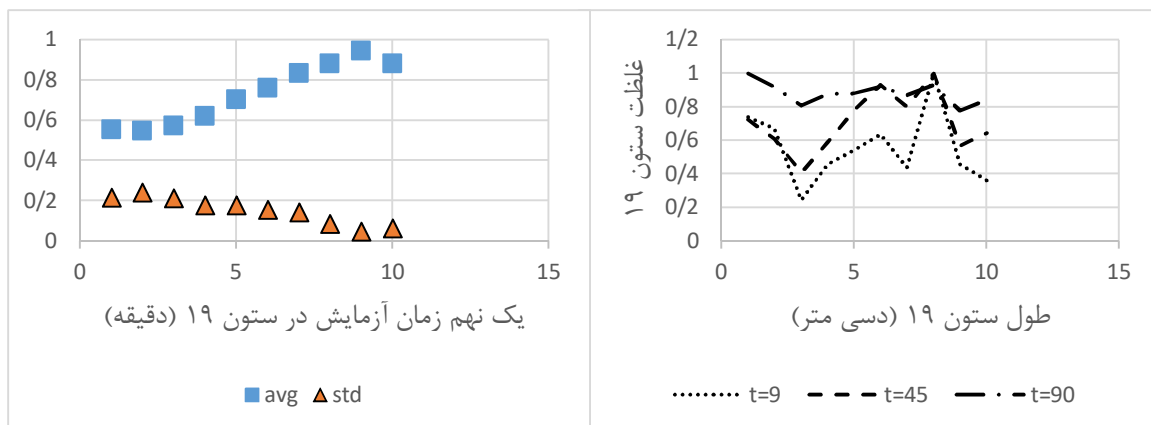 1
0/8
0/6
0/4
0/2
0
0 5 10 15
یک نهم زمان آزمایش در ستون ۱۹ (دقیقه)
avg std
غلظت ستون ۱۹
1/2
1
0/8
0/6
0/4
0/2
0
0 5 10 15
طول ستون ۱۹ (دسی متر)
t=9 t=45 t=90